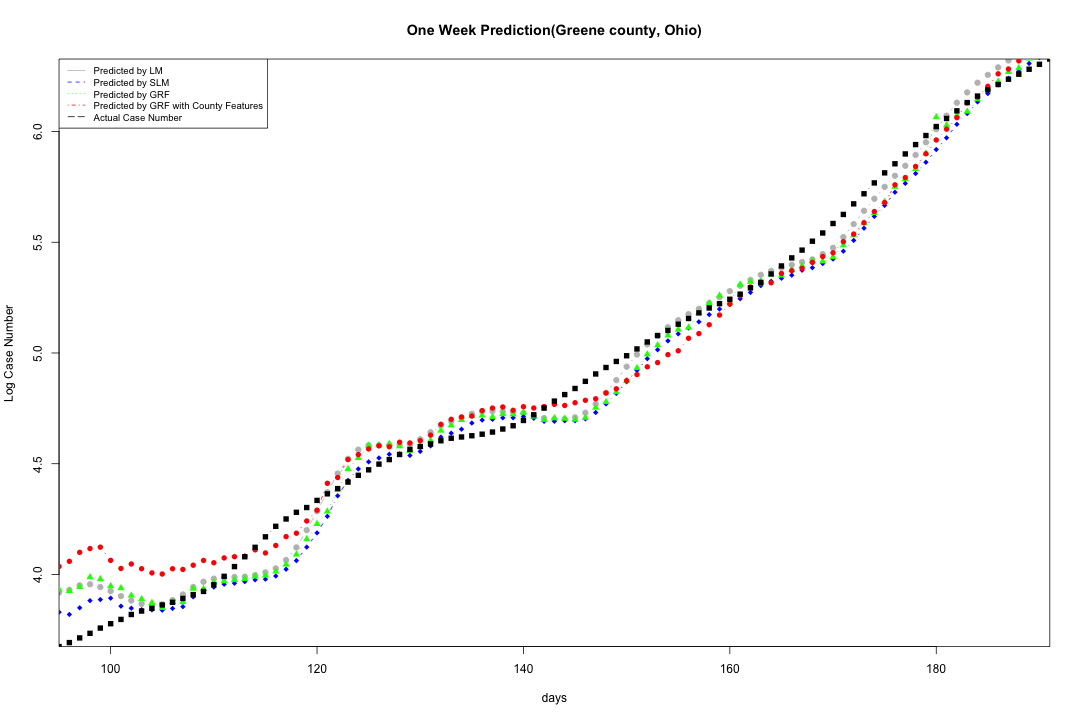 One Week Prediction(Greene county, Ohio)
Predicted by LM
Predicted by SLM
Predicted by GRF
Predicted by GRF with County Features
Actual Case Number
6.0
5.5
5.0
4.5
4.0
Log Case Number
100 120 140 160 180
days